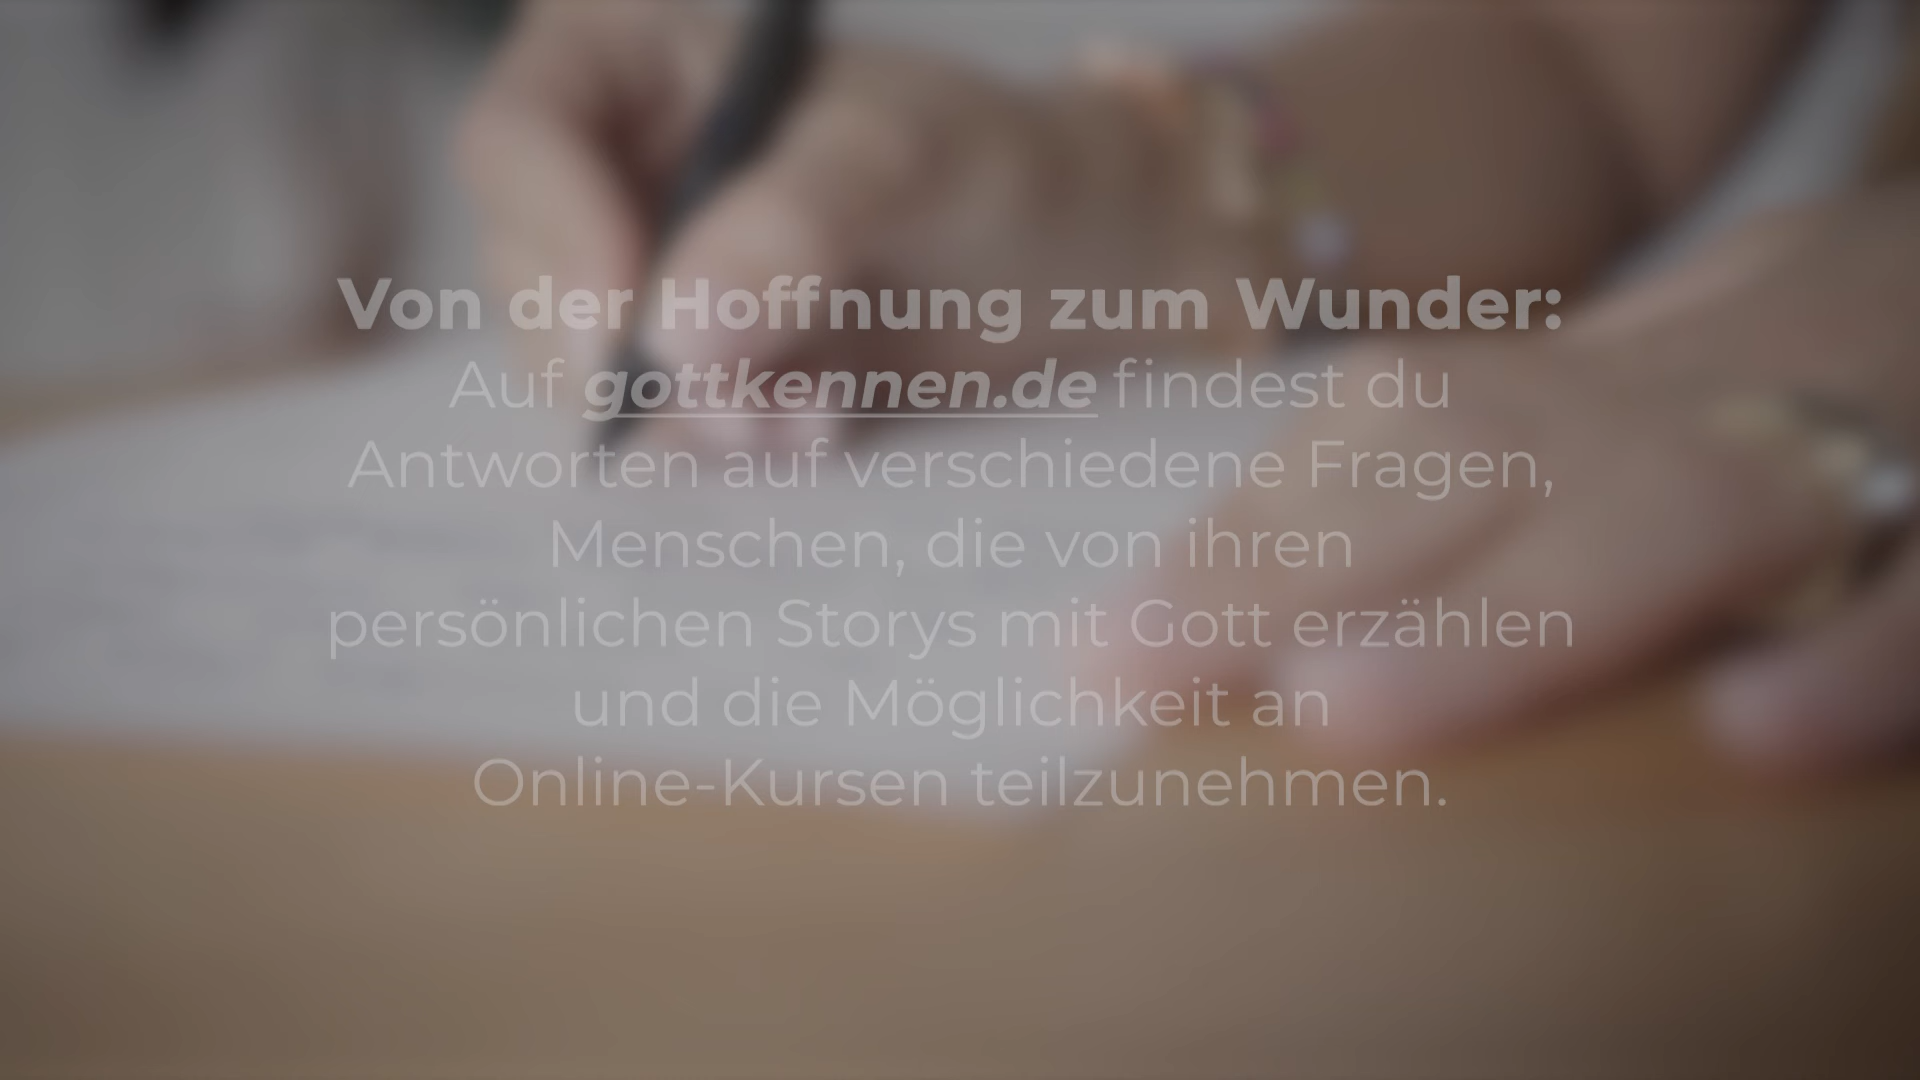 Von der Hoffnung zum Wunder:
Auf gottkennen.de findest du
Antworten auf verschiedene Fragen,
Menschen, die von ihren
persönlichen Storys mit Gott erzählen
und die Möglichkeit an
Online-Kursen teilzunehmen.